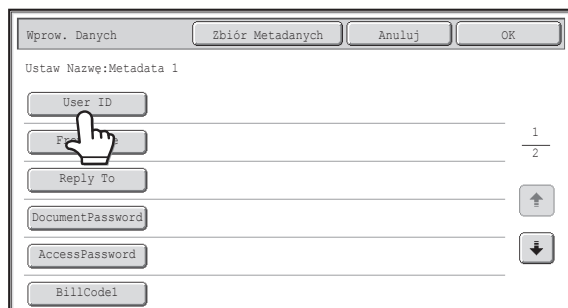 Wprow. Danych Zbiór Metadanych Anuluj OK
Ustaw Nazwę:Metadata 1
User ID
1
2
Reply To
DocumentPassword
AccessPassword
BillCode1